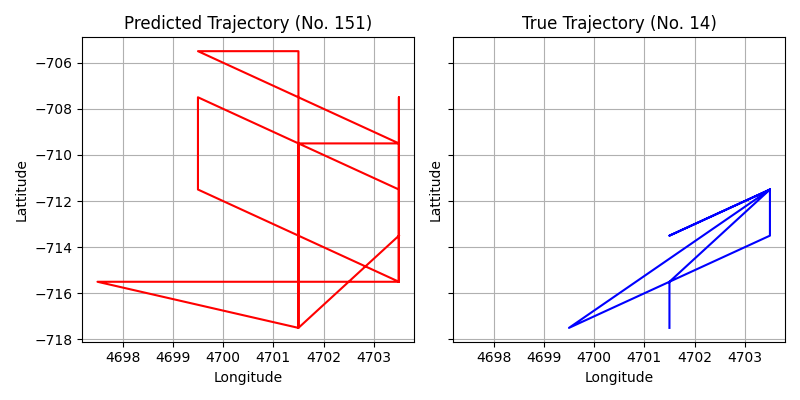 Predicted Trajectory (No. 151)
True Trajectory (No. 14)
Lattitude
−706
−708
−710
−712
−714
−716
−718
4698 4699 4700 4701 4702 4703
Longitude
Lattitude
4698 4699 4700 4701 4702 4703
Longitude